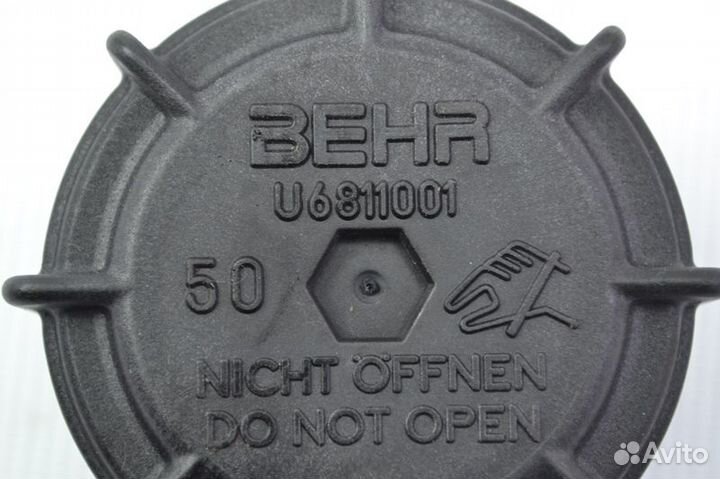 BEHR
U6811001
50
NICHT ÖFFNEN
DO NOT OPEN
Avito